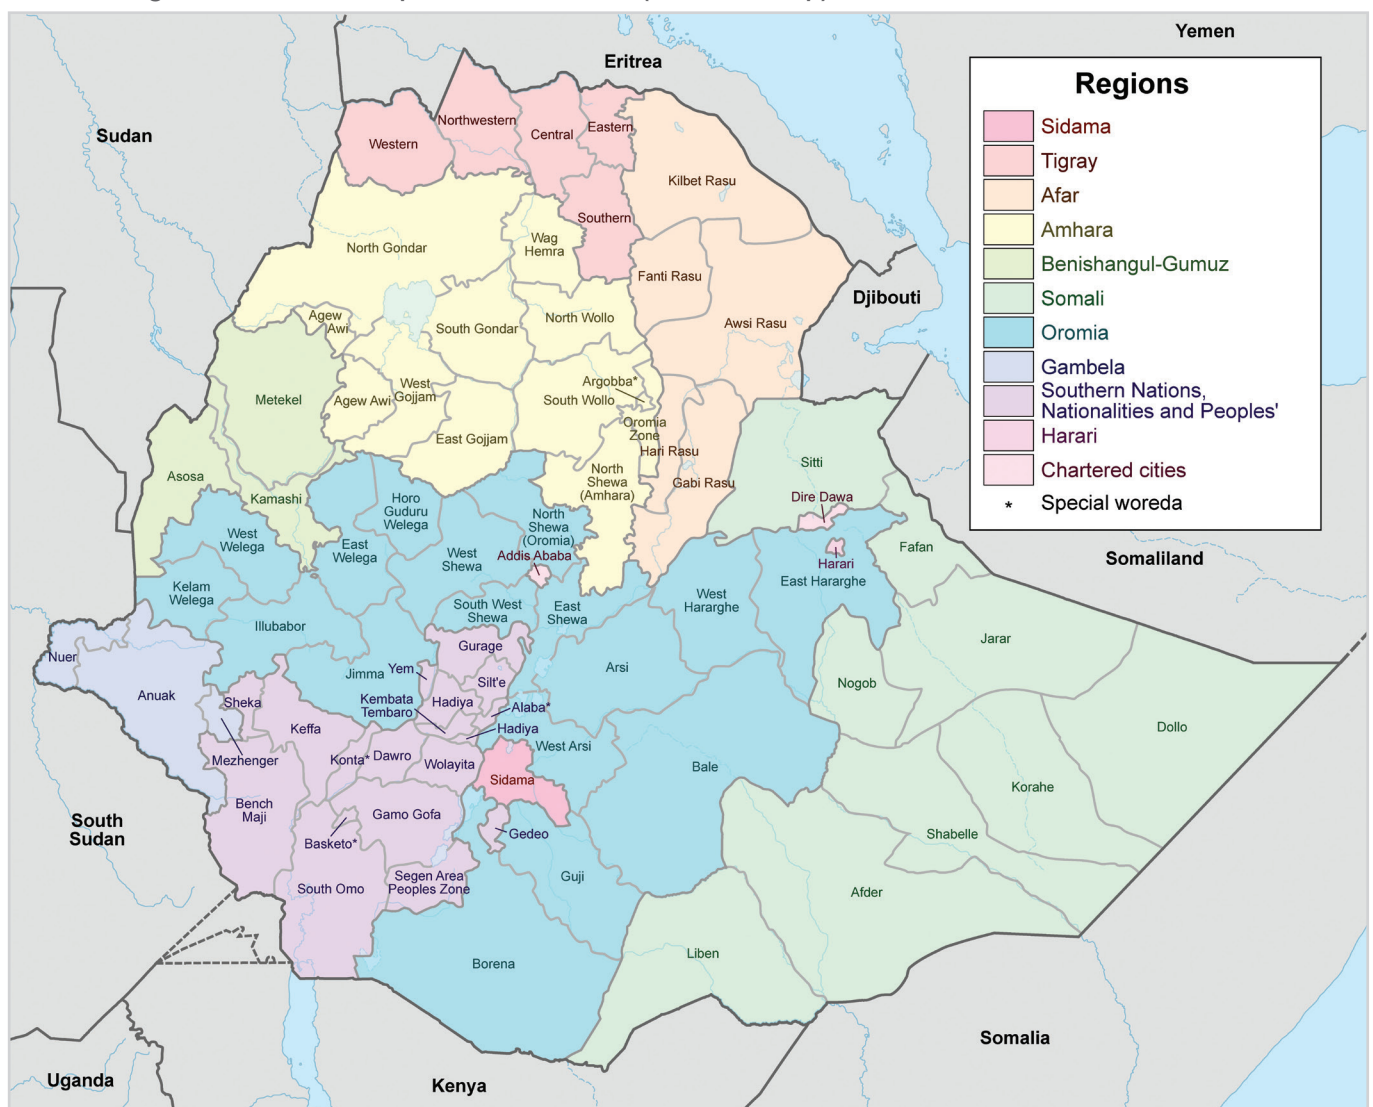 Yemen
Eritrea
Sudan
Regions
Sidama
Tigray
Afar
Amhara
Benishangul-Gumuz
Somali
Oromia
Gambela
Southern Nations,
Nationalities and Peoples'
Harari
Chartered cities
* Special woreda
Western
Northwestern
Central
Eastern
Southern
Kilbet Rasu
North Gondar
Wag
Hemra
Fanti Rasu
Djibouti
Agew
Awi
South Gondar
North Wollo
Awsi Rasu
Metekel
Agew Awi
West
Gojjam
Argobba*
South Wollo
East Gojjam
Oromia
Zone
Hari Rasu
Asosa
Kamashi
North
Shewa
(Amhara)
Gabi Rasu
Sitti
Dire Dawa
Horo
Guduru
Welega
West
Welega
East
Welega
West
Shewa
North
Shewa
(Oromia)
Addis Ababa
Harari
East Hararghe
Fafan
Somaliland
Kelam
Welega
Illubabor
South West
Shewa
East
Shewa
West
Hararghe
Nuer
Anuak
Gurage
Jimma
Yem
Silt'e
Arsi
Jarar
Nogob
Sheka
Keffa
Kembata
Tembaro
Hadiya
Alaba*
Hadiya
Dollo
Mezhenger
Konta*
Dawro
Wolayita
West Arsi
Sidama
Bale
Korahe
South
Sudan
Bench
Maji
Gamo Gofa
Basketo*
Gedeo
Shabelle
South Omo
Segen Area
Peoples Zone
Guji
Afder
Borena
Liben
Somalia
Uganda
Kenya